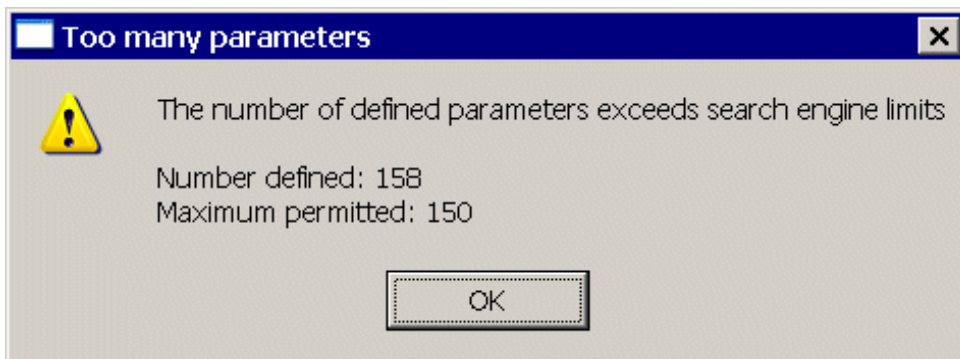 Too many parameters
The number of defined parameters exceeds search engine limits
Number defined: 158
Maximum permitted: 150
OK